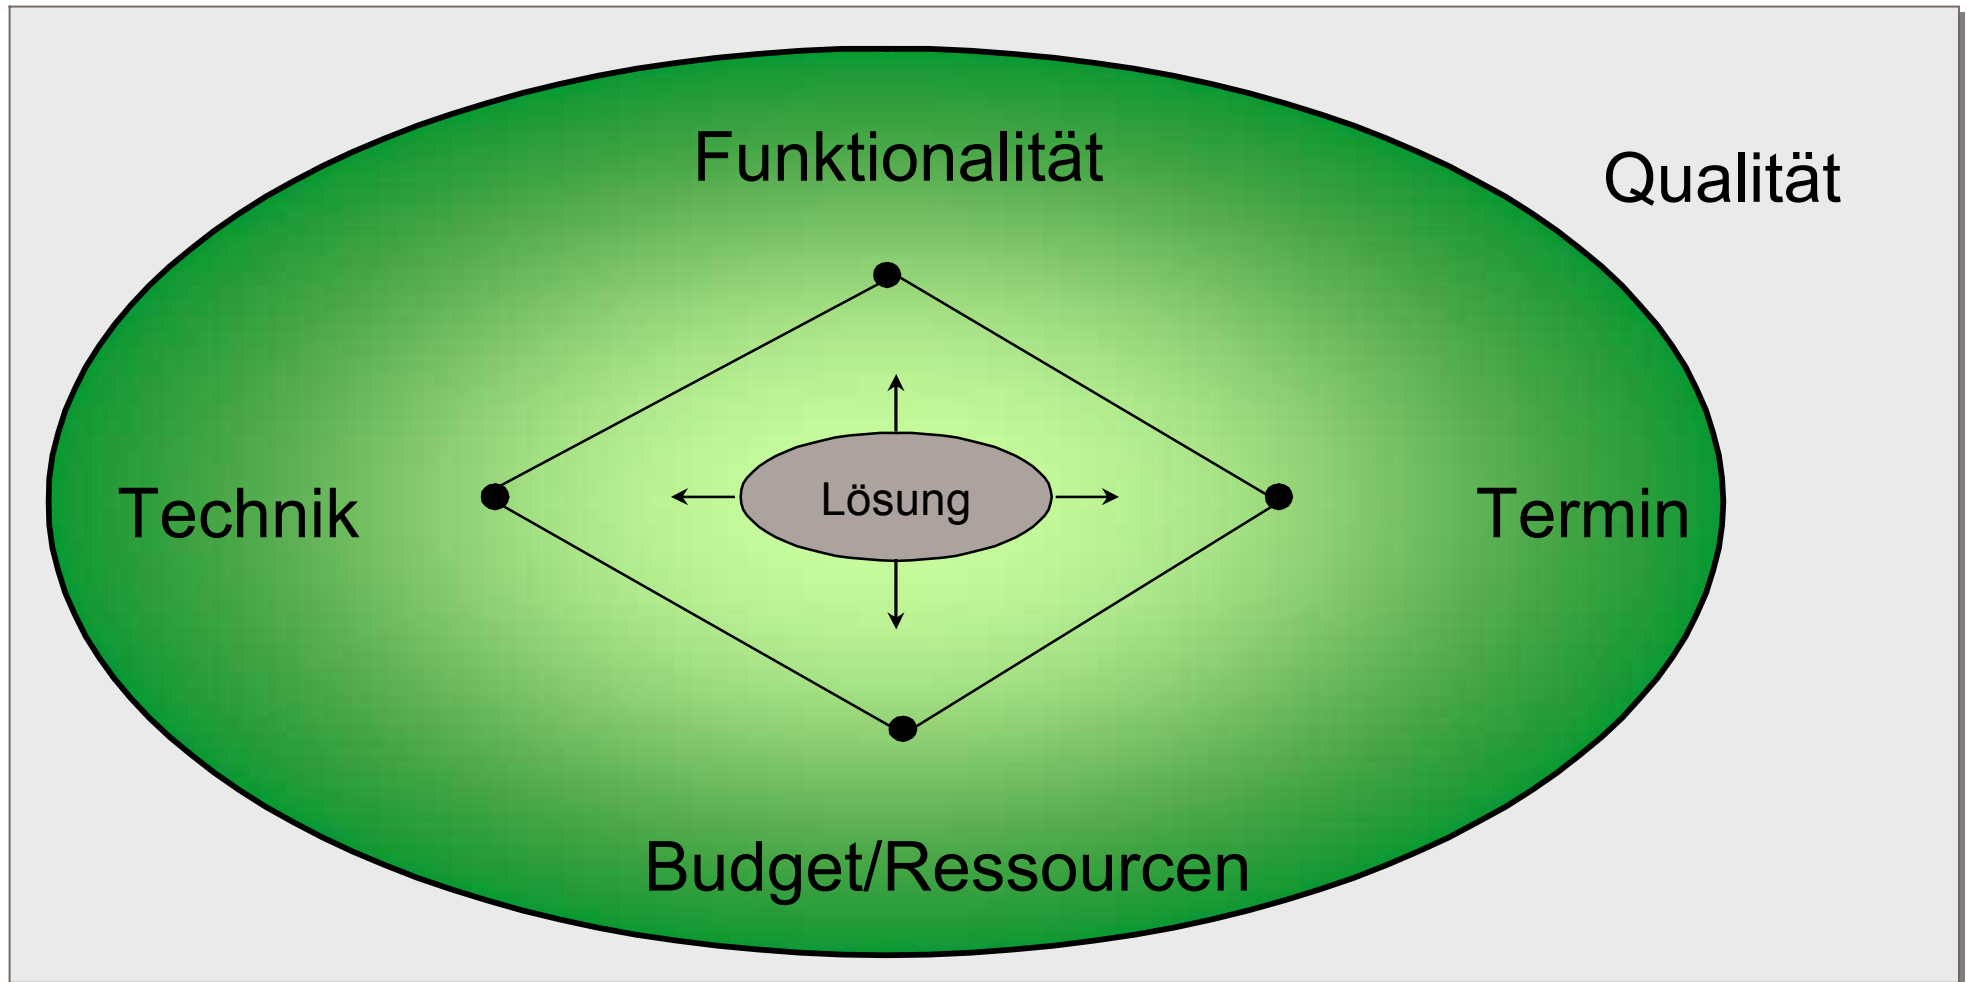 Funktionalität
Qualität
Technik
Lösung
Termin
Budget/Ressourcen